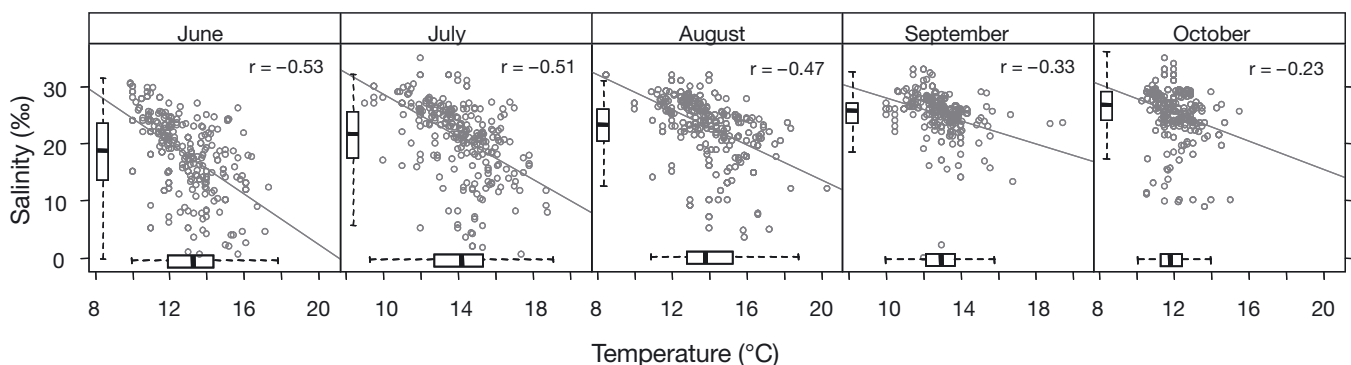 June July August September October
r = −0.53 r = −0.51 r = −0.47 r = −0.33 r = −0.23
Salinity (‰)
30
20
10
0
8 12 16 20 10 14 18 8 12 16 20 10 14 18 8 12 16 20
Temperature (°C)